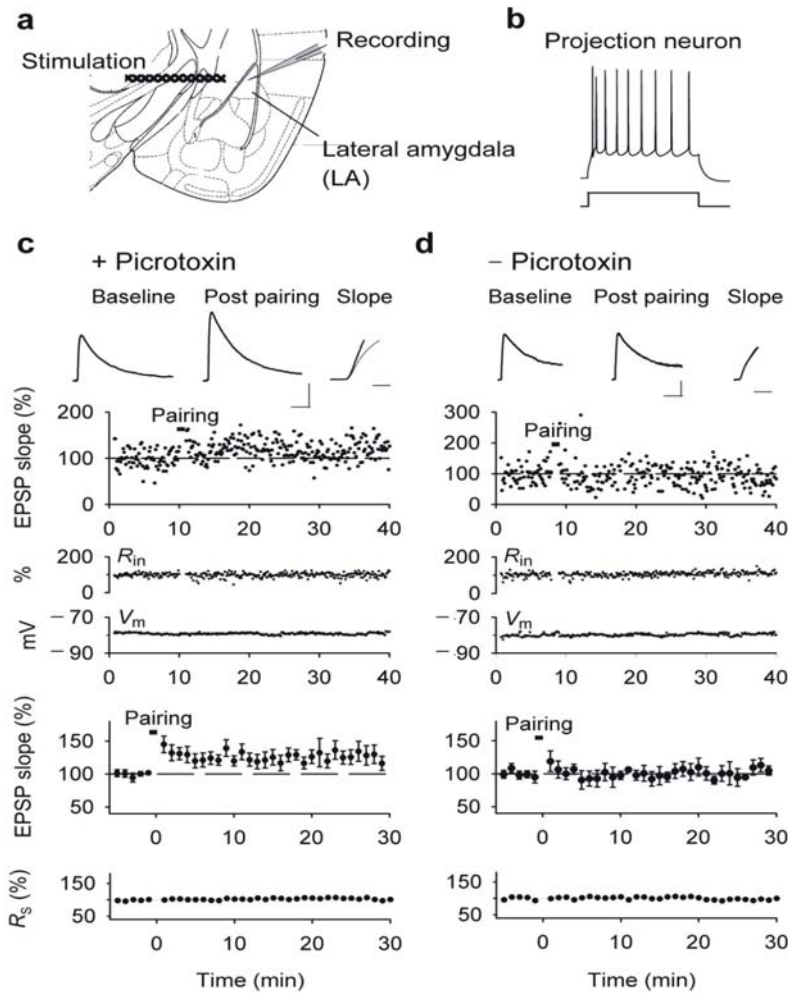 a
Stimulation
Recording
Lateral amygdala
(LA)
b
Projection neuron
c
+ Picrotoxin
Baseline Post pairing Slope
EPSP slope (%)
200
100
0
Pairing
0 10 20 30 40
%
200
0
Rin
mV
−70
−90
Vm
0 10 20 30 40
EPSP slope (%)
150
100
50
Pairing
0 10 20 30
Rs (%)
150
50
0 10 20 30
Time (min)
d
− Picrotoxin
Baseline Post pairing Slope
300
200
100
0
Pairing
0 10 20 30 40
200
0
Rin
−70
−90
Vm
0 10 20 30 40
150
100
50
Pairing
0 10 20 30
150
50
0 10 20 30
Time (min)